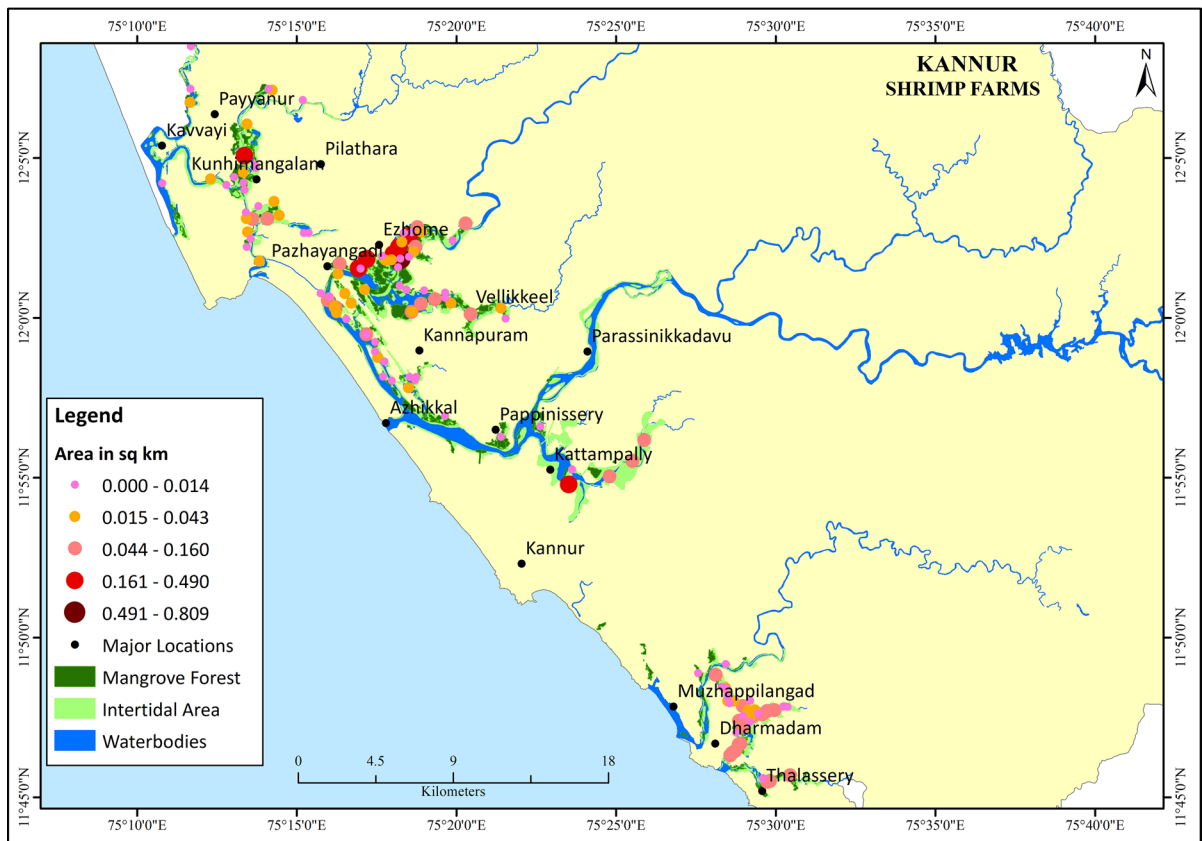 75°10'0"E 75°15'0"E 75°20'0"E 75°25'0"E 75°30'0"E 75°35'0"E 75°40'0"E
KANNUR
SHRIMP FARMS
N
12°5'0"N 12°5'0"N
12°0'0"N 12°0'0"N
11°55'0"N 11°55'0"N
11°50'0"N 11°50'0"N
11°45'0"N 11°45'0"N
Payyanur
Kavvayi
Pilathara
Kunhimangalam
Ezhome
Pazhayangadi
Vellikkeel
Kannapuram
Parassinikkadavu
Azhikkal
Pappinissery
Kattampally
Kannur
Muzhappilangad
Dharmadam
Thalassery
Legend
Area in sq km
0.000 - 0.014
0.015 - 0.043
0.044 - 0.160
0.161 - 0.490
0.491 - 0.809
Major Locations
Mangrove Forest
Intertidal Area
Waterbodies
0 4.5 9 18
Kilometers
75°10'0"E 75°15'0"E 75°20'0"E 75°25'0"E 75°30'0"E 75°35'0"E 75°40'0"E